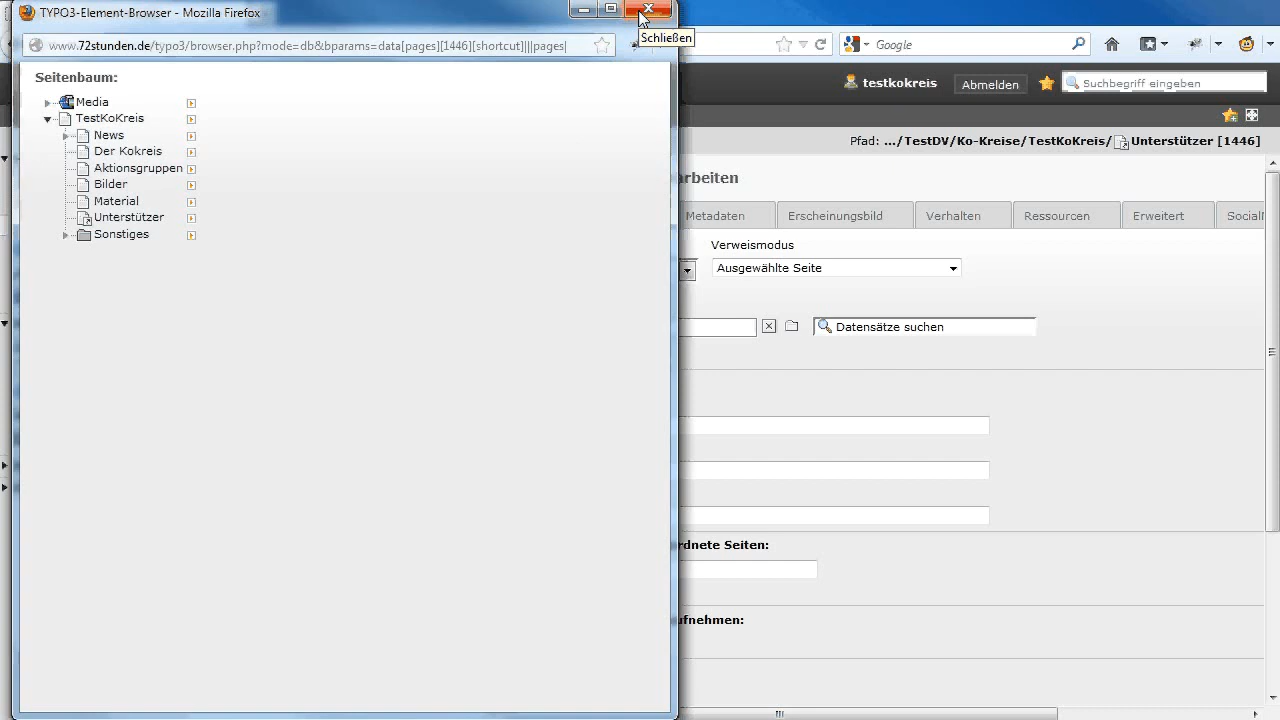 TYPO3-Element-Browser - Mozilla Firefox
Schließen
www.72stunden.de/typo3/browser.php?mode=db&bparams=data[pages][1446][shortcut]|||pages|
Google
testkokreis
Abmelden
Suchbegriff eingeben
Pfad: .../TestDV/Ko-Kreise/TestKoKreis/ Unterstützer [1446]
Seitenbaum:
Media
TestKoKreis
News
Der Kokreis
Aktionsgruppen
Bilder
Material
Unterstützer
Sonstiges
arbeiten
Metadaten
Erscheinungsbild
Verhalten
Ressourcen
Erweitert
Verweismodus
Ausgewählte Seite
Datensätze suchen
rdnete Seiten:
ufnehmen: